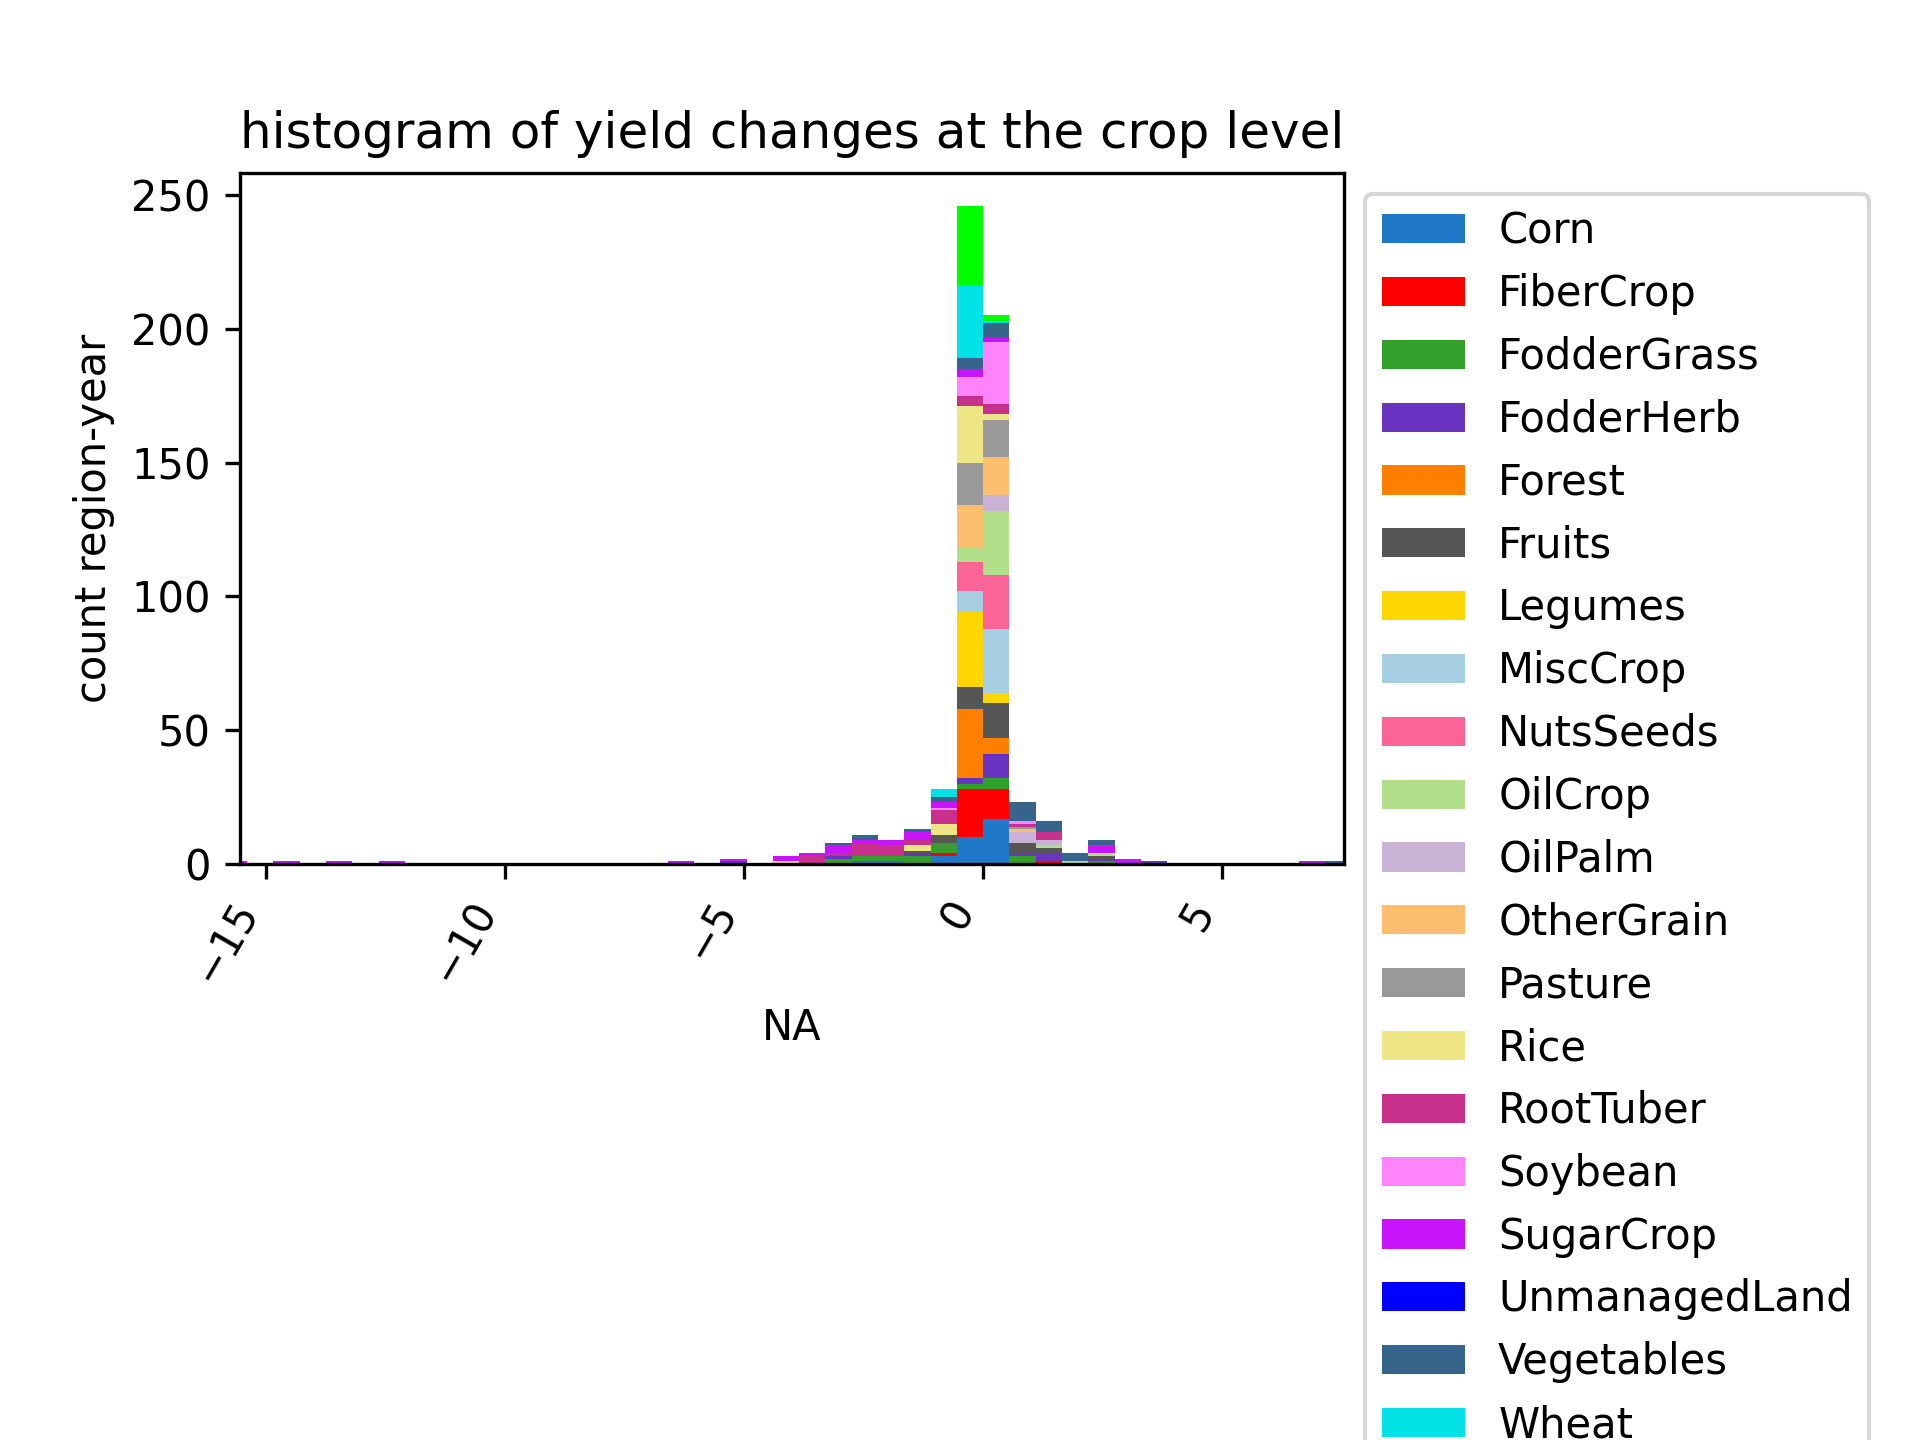 histogram of yield changes at the crop level
250
200
150
100
50
0
count region-year
−15
−10
−5
0
5
NA
Corn
FiberCrop
FodderGrass
FodderHerb
Forest
Fruits
Legumes
MiscCrop
NutsSeeds
OilCrop
OilPalm
OtherGrain
Pasture
Rice
RootTuber
Soybean
SugarCrop
UnmanagedLand
Vegetables
Wheat